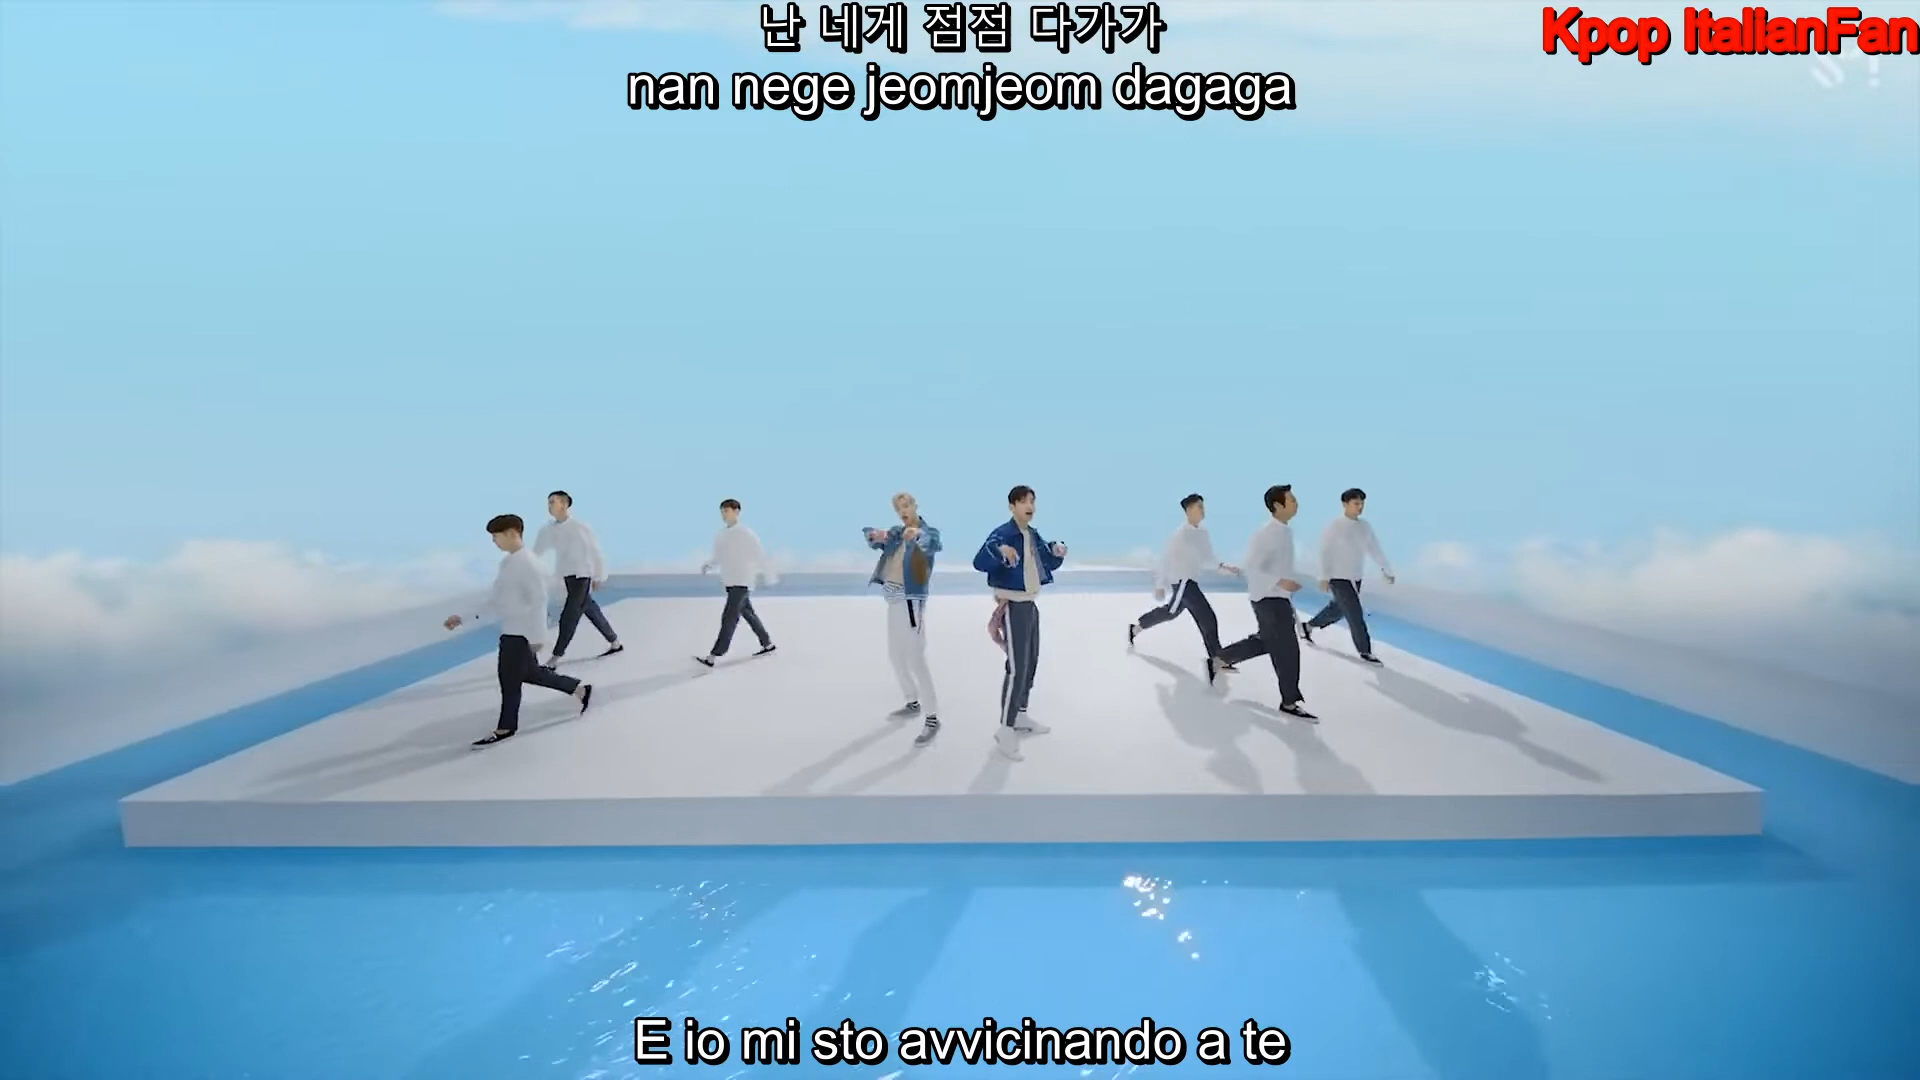 난 네게 점점 다가가
Kpop ItalianFan
nan nege jeomjeom dagaga
E io mi sto avvicinando a te